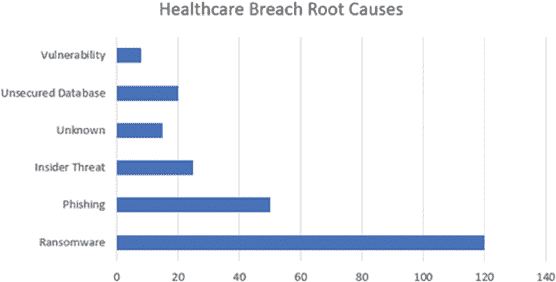 Healthcare Breach Root Causes
Vulnerability
Unsecured Database
Unknown
Insider Threat
Phishing
Ransomware
0 20 40 60 80 100 120 140